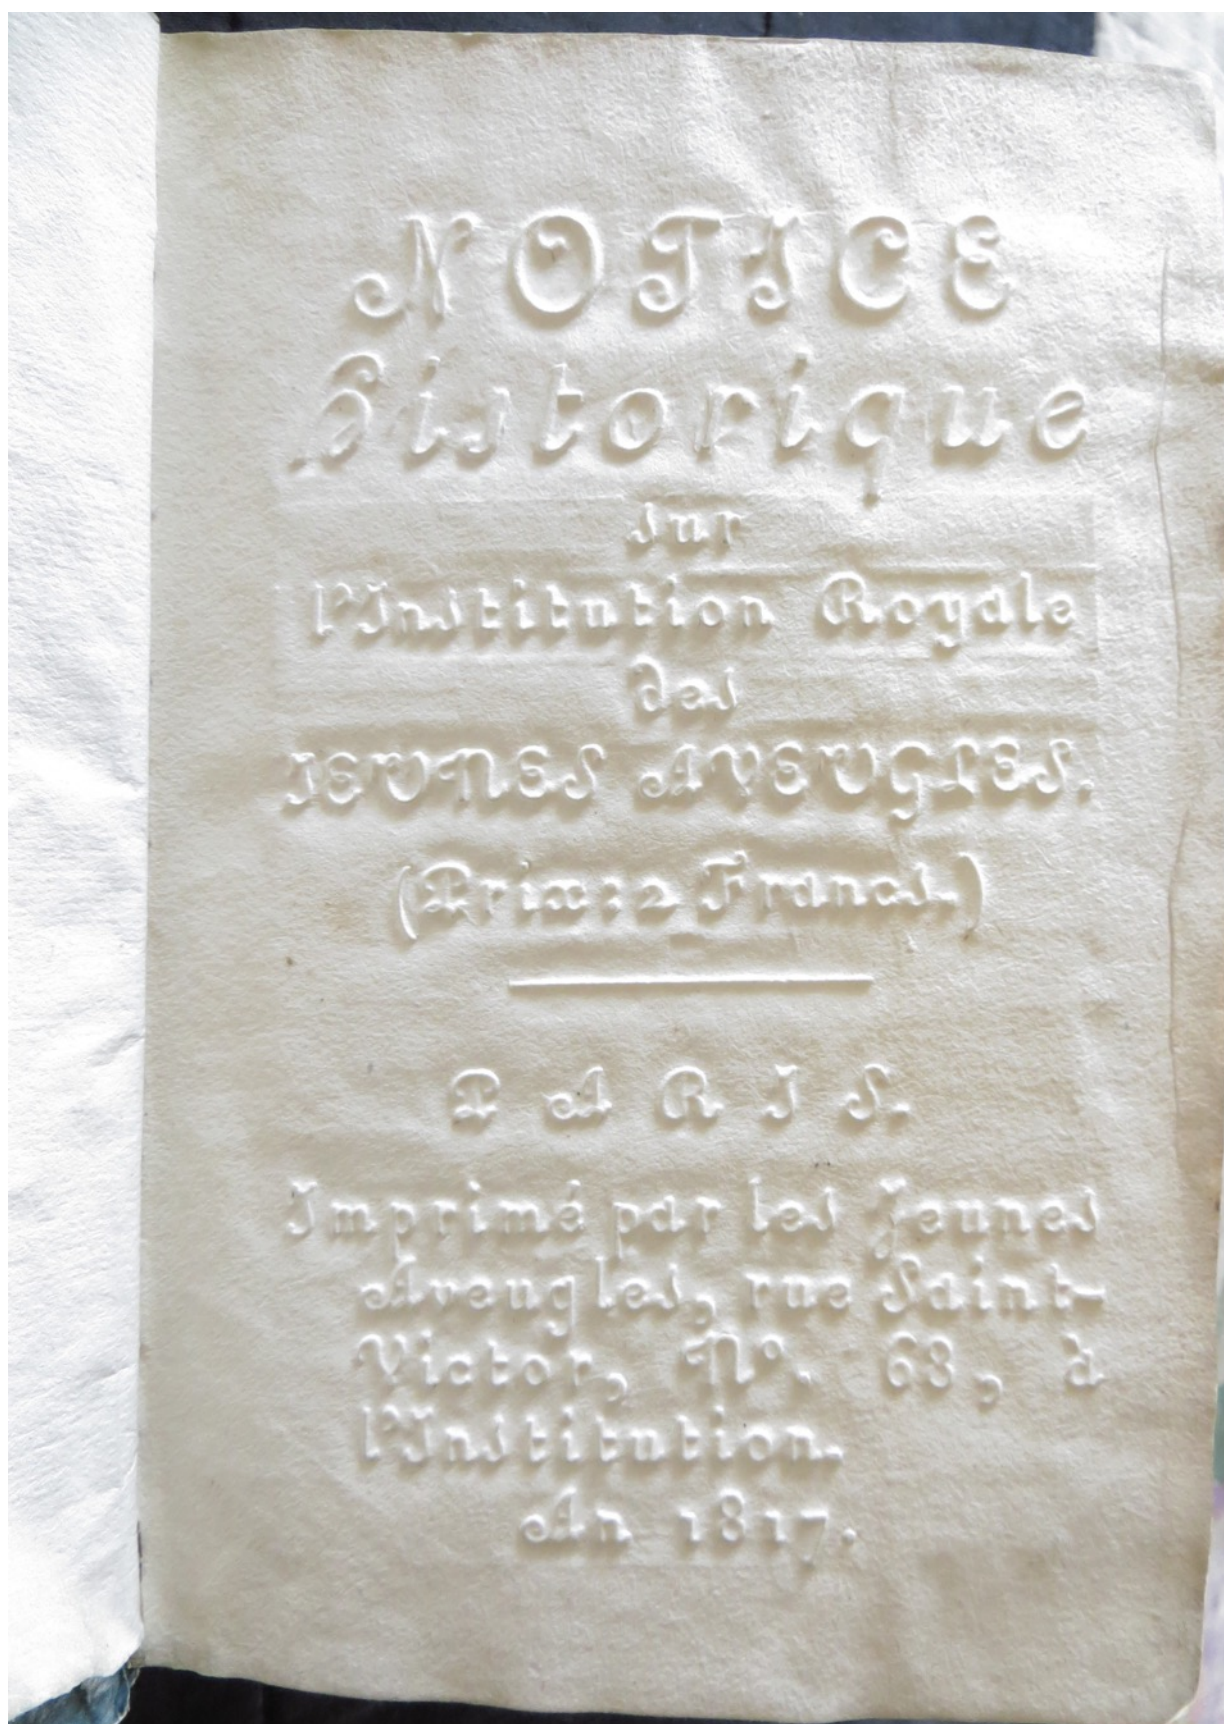 NOTICE
Historique
sur
l'Institution Royale
des
JEUNES AVEUGLES.
(Prix: 2 Francs.)
PARIS.
Imprimé par les Jeunes
Aveugles, rue Saint-
Victor, N°. 68, à
l'Institution.
An 1817.